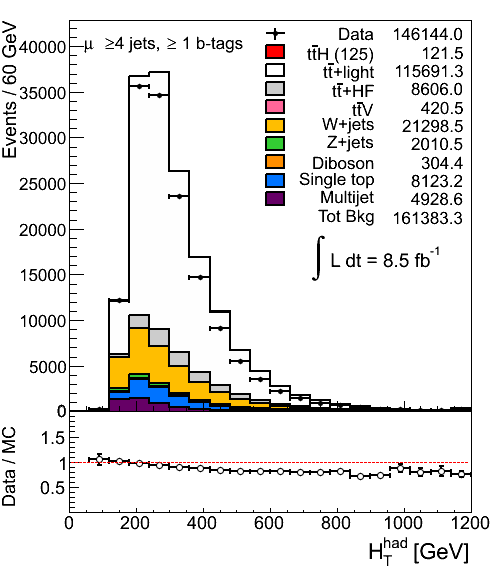 μ ≥4 jets, ≥ 1 b-tags
Data 146144.0
tt̄H (125) 121.5
tt̄+light 115691.3
tt̄+HF 8606.0
tt̄V 420.5
W+jets 21298.5
Z+jets 2010.5
Diboson 304.4
Single top 8123.2
Multijet 4928.6
Tot Bkg 161383.3
∫ L dt = 8.5 fb⁻¹
Events / 60 GeV
40000
35000
30000
25000
20000
15000
10000
5000
0
Data / MC
1.5
1
0.5
0 200 400 600 800 1000 1200
H_T^had [GeV]